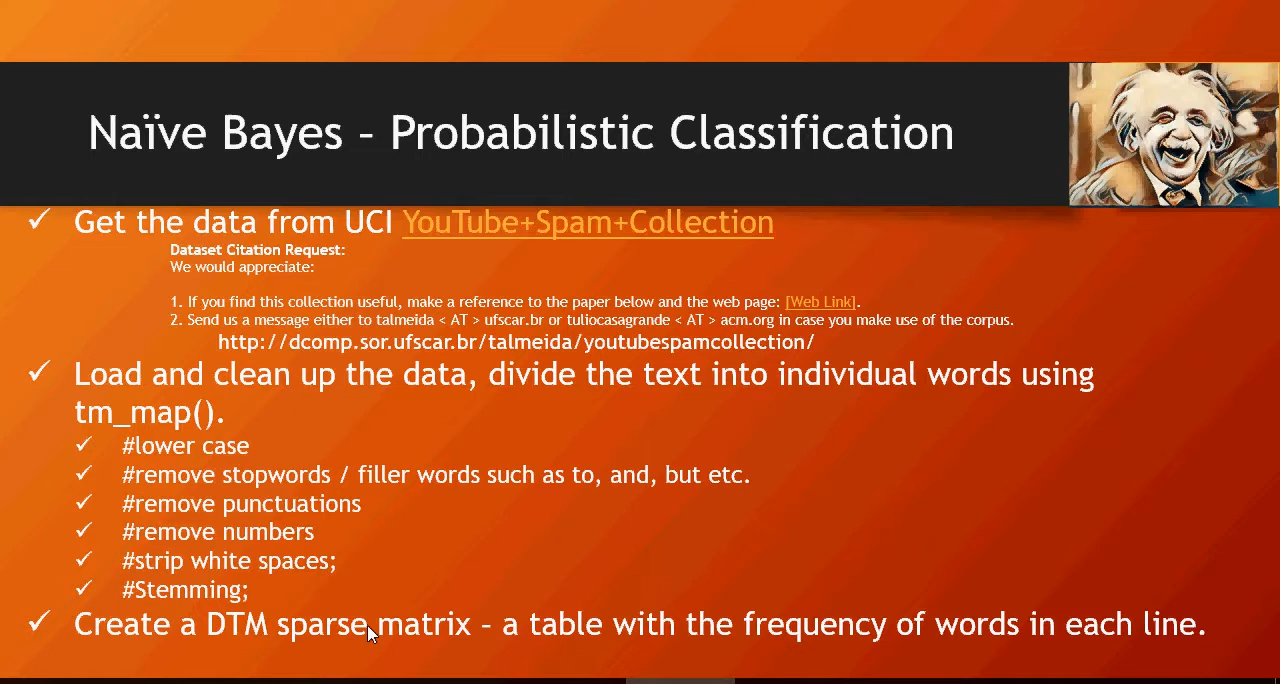 Naïve Bayes – Probabilistic Classification
✓ Get the data from UCI YouTube+Spam+Collection
Dataset Citation Request:
We would appreciate:
1. If you find this collection useful, make a reference to the paper below and the web page: [Web Link].
2. Send us a message either to talmeida < AT > ufscar.br or tuliocasagrande < AT > acm.org in case you make use of the corpus.
http://dcomp.sor.ufscar.br/talmeida/youtubespamcollection/
✓ Load and clean up the data, divide the text into individual words using
tm_map().
✓ #lower case
✓ #remove stopwords / filler words such as to, and, but etc.
✓ #remove punctuations
✓ #remove numbers
✓ #strip white spaces;
✓ #Stemming;
✓ Create a DTM sparse matrix – a table with the frequency of words in each line.